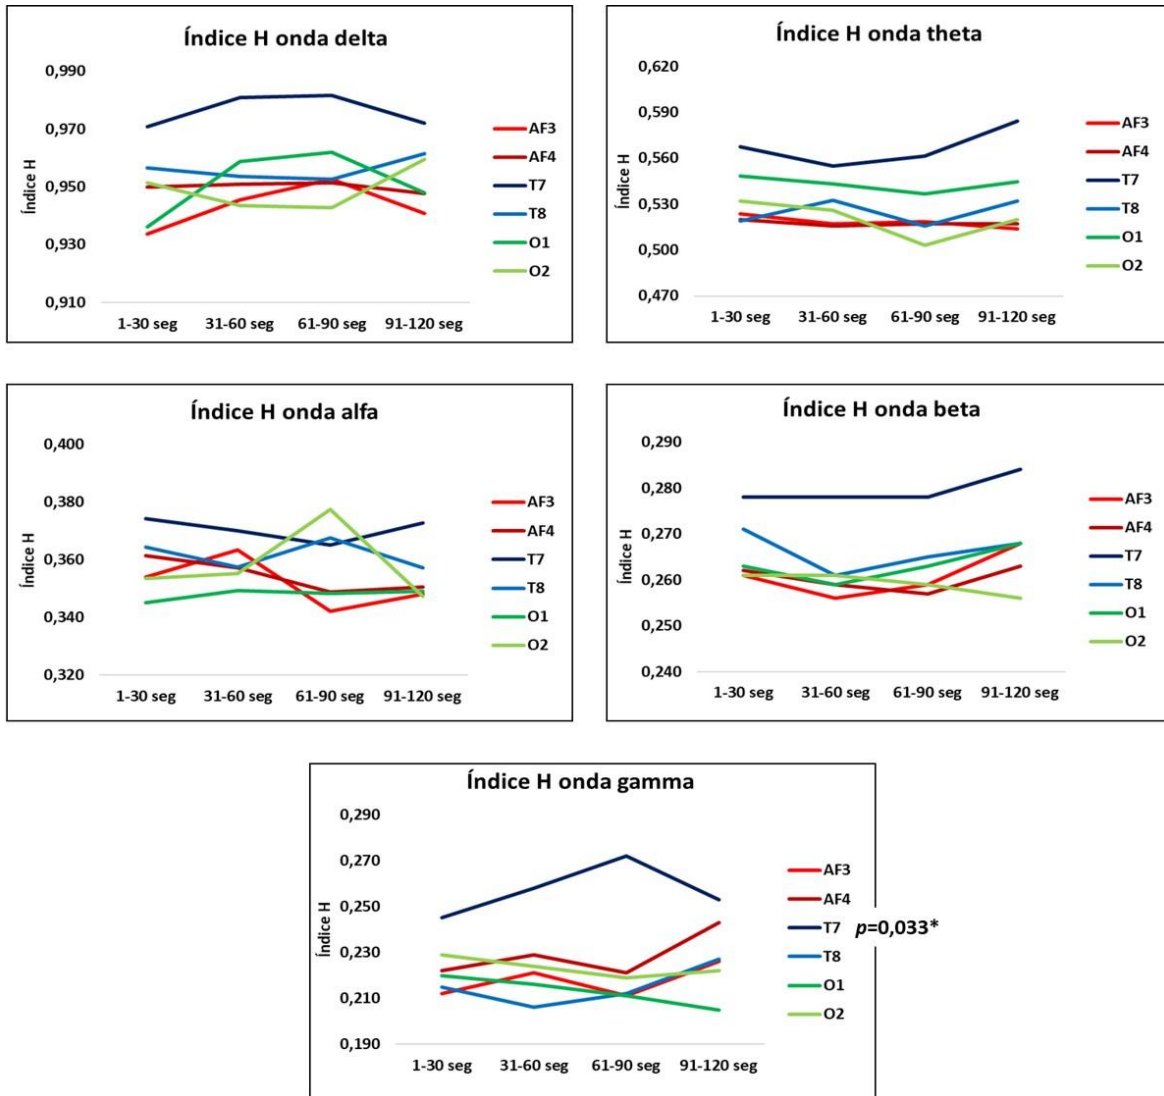 Índice H onda delta
Índice H
0,990
0,970
0,950
0,930
0,910
1-30 seg 31-60 seg 61-90 seg 91-120 seg
AF3
AF4
T7
T8
O1
O2
Índice H onda theta
Índice H
0,620
0,590
0,560
0,530
0,500
0,470
1-30 seg 31-60 seg 61-90 seg 91-120 seg
AF3
AF4
T7
T8
O1
O2
Índice H onda alfa
Índice H
0,400
0,380
0,360
0,340
0,320
1-30 seg 31-60 seg 61-90 seg 91-120 seg
AF3
AF4
T7
T8
O1
O2
Índice H onda beta
Índice H
0,290
0,280
0,270
0,260
0,250
0,240
1-30 seg 31-60 seg 61-90 seg 91-120 seg
AF3
AF4
T7
T8
O1
O2
Índice H onda gamma
Índice H
0,290
0,270
0,250
0,230
0,210
0,190
1-30 seg 31-60 seg 61-90 seg 91-120 seg
AF3
AF4
T7 p=0,033*
T8
O1
O2